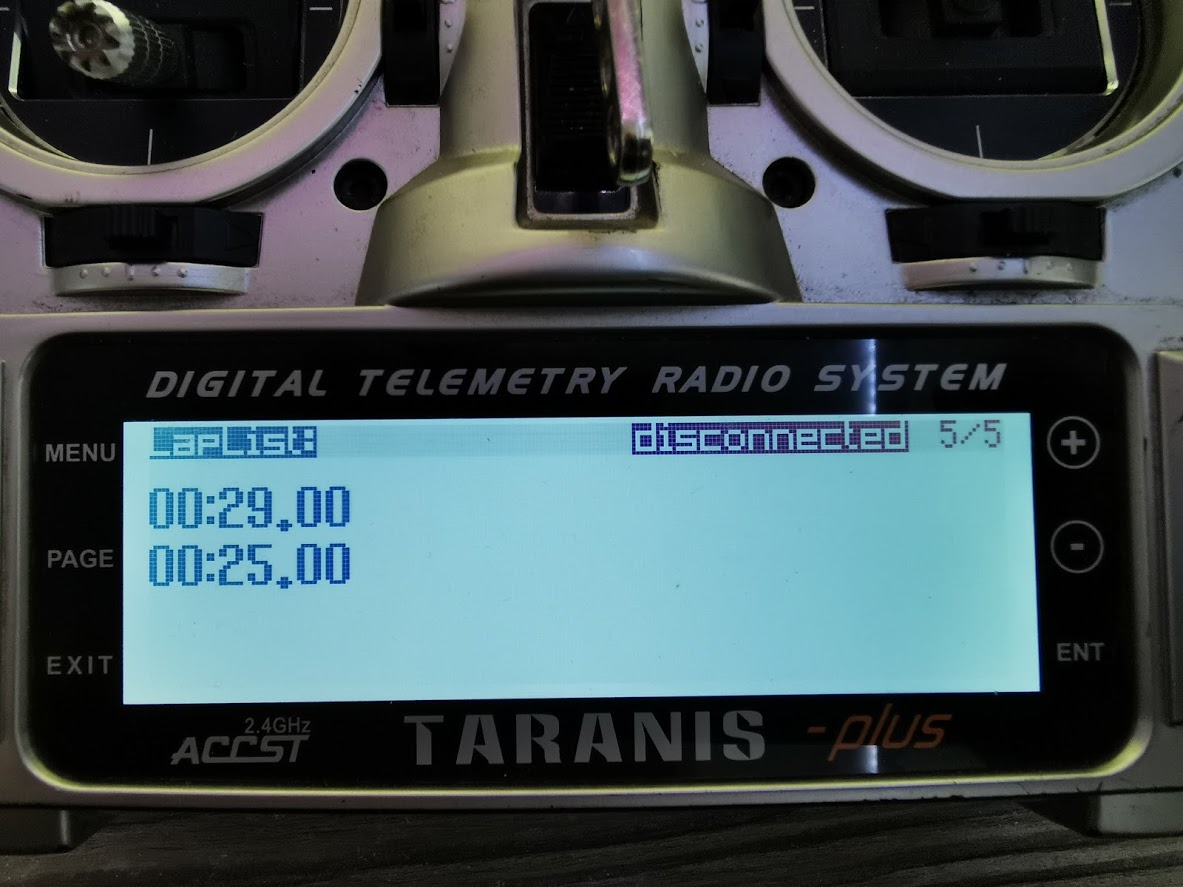 DIGITAL TELEMETRY RADIO SYSTEM
MENU
LapList: disconnected 5/5
+
00:29.00
PAGE
00:25.00
-
EXIT
ENT
2.4GHz
ACCST
TARANIS -plus